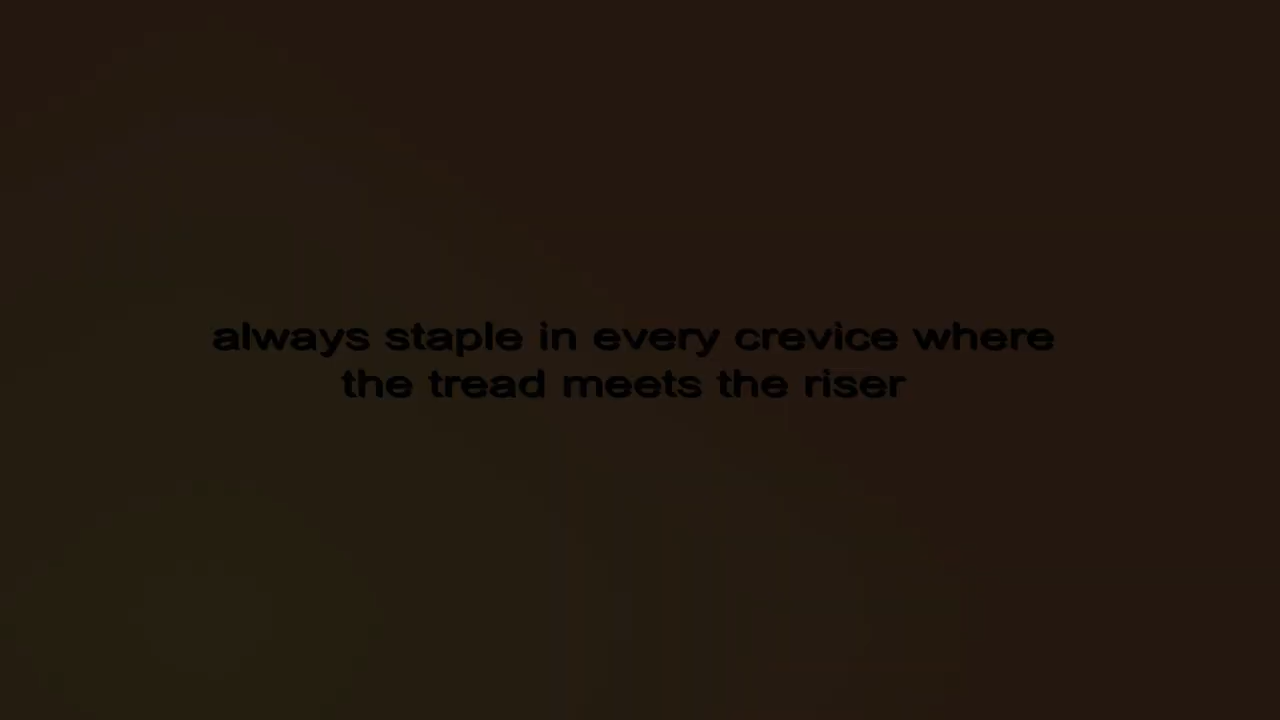 always staple in every crevice where
the tread meets the riser